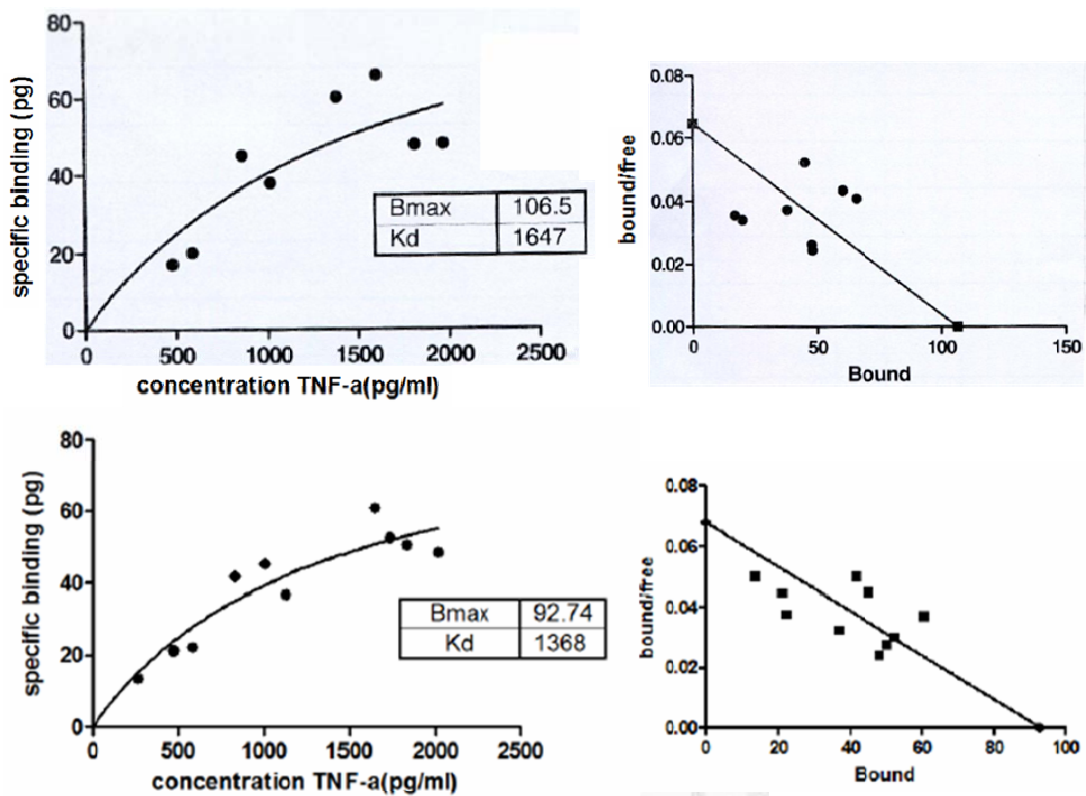 80
60
40
20
0
specific binding (pg)
Bmax 106.5
Kd 1647
0 500 1000 1500 2000 2500
concentration TNF-a(pg/ml)
0.08
0.06
0.04
0.02
0.00
bound/free
0 50 100 150
Bound
80
60
40
20
0
specific binding (pg)
Bmax 92.74
Kd 1368
0 500 1000 1500 2000 2500
concentration TNF-a(pg/ml)
0.08
0.06
0.04
0.02
0.00
bound/free
0 20 40 60 80 100
Bound